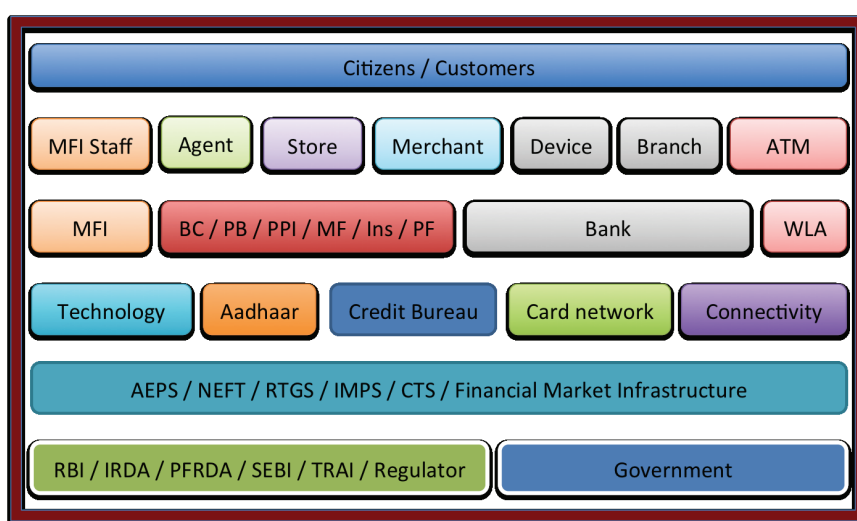 Citizens / Customers
MFI Staff
Agent
Store
Merchant
Device
Branch
ATM
MFI
BC / PB / PPI / MF / Ins / PF
Bank
WLA
Technology
Aadhaar
Credit Bureau
Card network
Connectivity
AEPS / NEFT / RTGS / IMPS / CTS / Financial Market Infrastructure
RBI / IRDA / PFRDA / SEBI / TRAI / Regulator
Government